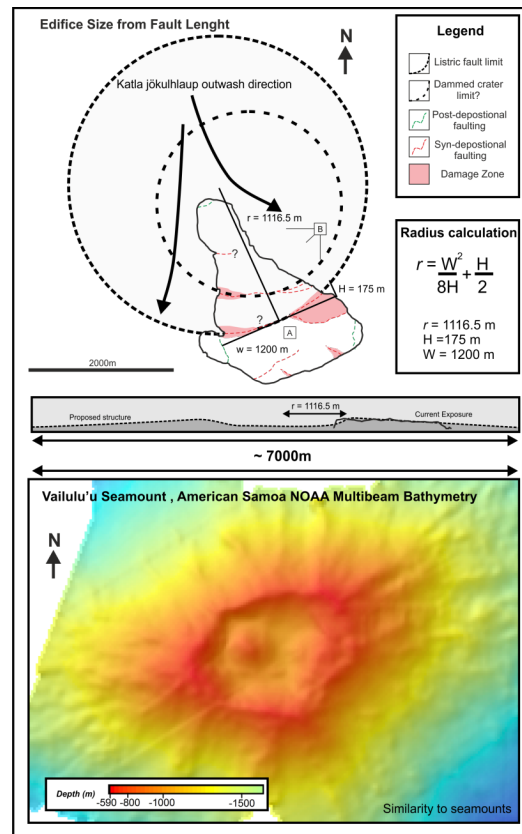 Edifice Size from Fault Lenght
N
Katla jökulhlaup outwash direction
r = 1116.5 m
B
?
H = 175 m
?
A
w = 1200 m
2000m
Legend
Listric fault limit
Dammed crater
limit?
Post-depostional
faulting
Syn-depostional
faulting
Damage Zone
Radius calculation
r = W²/8H + H/2
r = 1116.5 m
H =175 m
W = 1200 m
r = 1116.5 m
Proposed structure
Current Exposure
~ 7000m
Vailulu'u Seamount , American Samoa NOAA Multibeam Bathymetry
N
Depth (m)
-590 -800 -1000 -1500
Similarity to seamounts